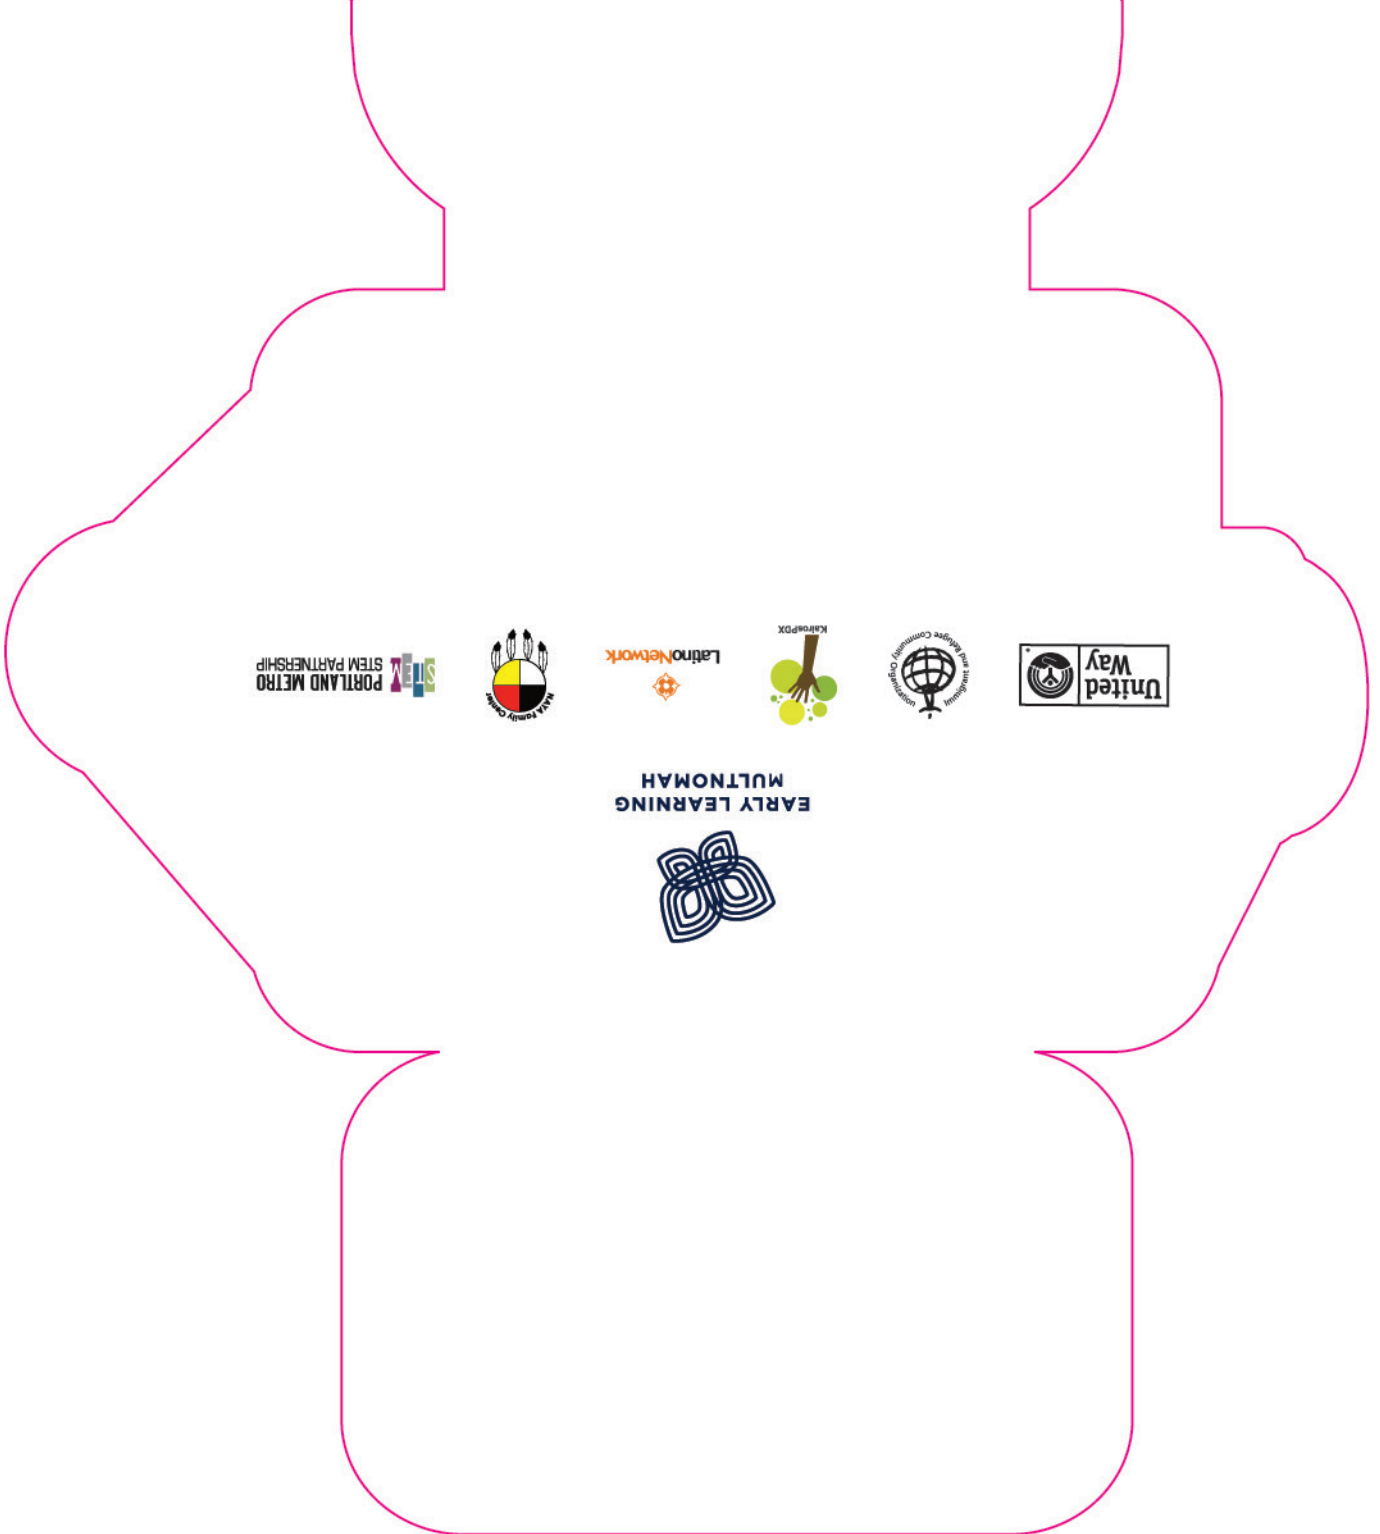 EARLY LEARNING
MULTNOMAH
United
Way
Immigrant and Refugee Community Organization
KairosPDX
LatinoNetwork
NAYA Family Center
STEM
PORTLAND METRO
STEM PARTNERSHIP